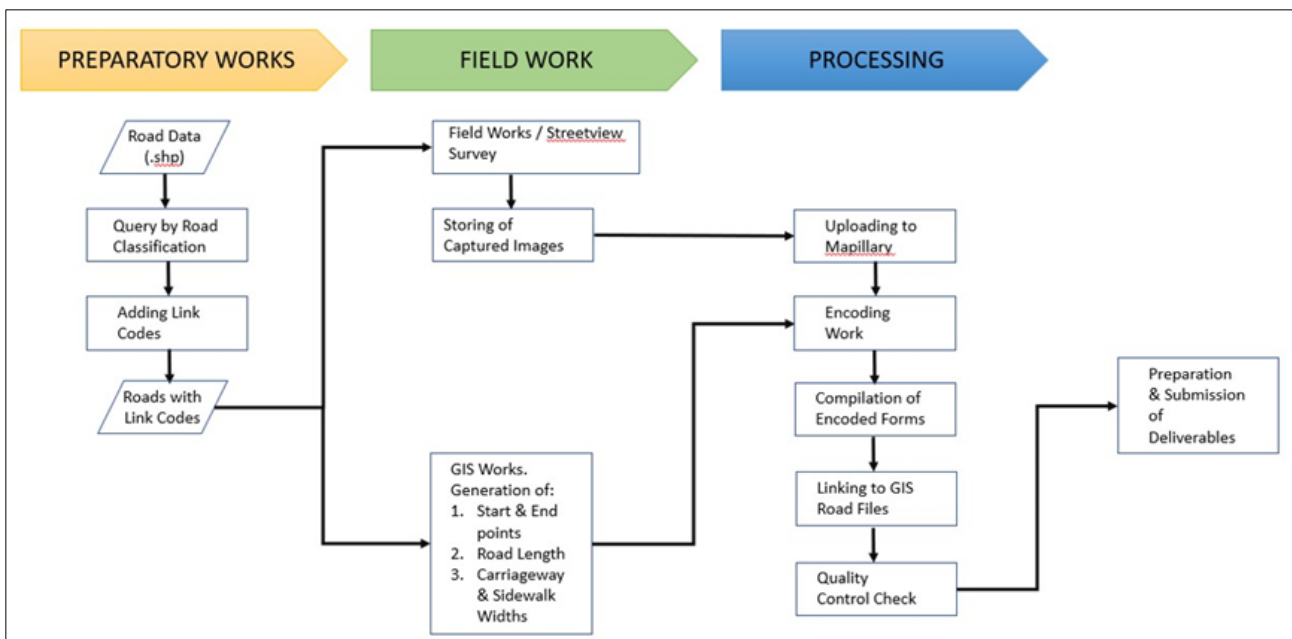 PREPARATORY WORKS
FIELD WORK
PROCESSING
Road Data
(.shp)
Query by Road
Classification
Adding Link
Codes
Roads with
Link Codes
Field Works / Streetview
Survey
Storing of
Captured Images
GIS Works.
Generation of:
1. Start & End
points
2. Road Length
3. Carriageway
& Sidewalk
Widths
Uploading to
Mapillary
Encoding
Work
Compilation of
Encoded Forms
Linking to GIS
Road Files
Quality
Control Check
Preparation
& Submission
of
Deliverables